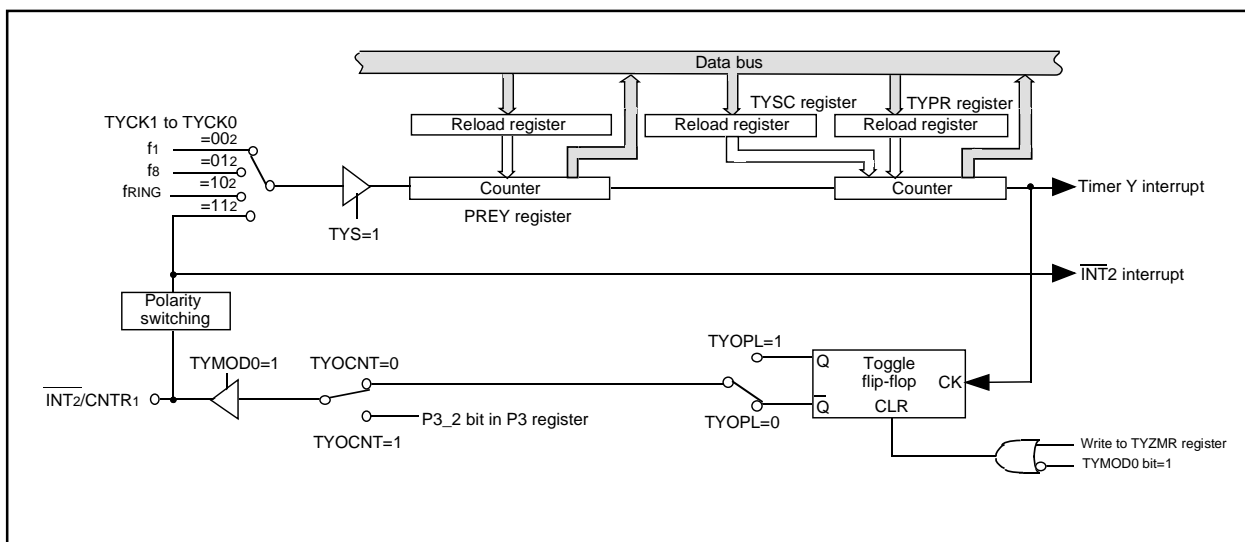 Data bus
TYSC register
TYPR register
Reload register
Reload register
Reload register
TYCK1 to TYCK0
f1
=002
f8
=012
fRING
=102
=112
Counter
Counter
Timer Y interrupt
PREY register
TYS=1
INT2 interrupt
Polarity
switching
TYMOD0=1
TYOCNT=0
TYOPL=1
Q
Toggle
flip-flop
CK
INT2/CNTR1
P3_2 bit in P3 register
TYOCNT=1
TYOPL=0
Q
CLR
Write to TYZMR register
TYMOD0 bit=1